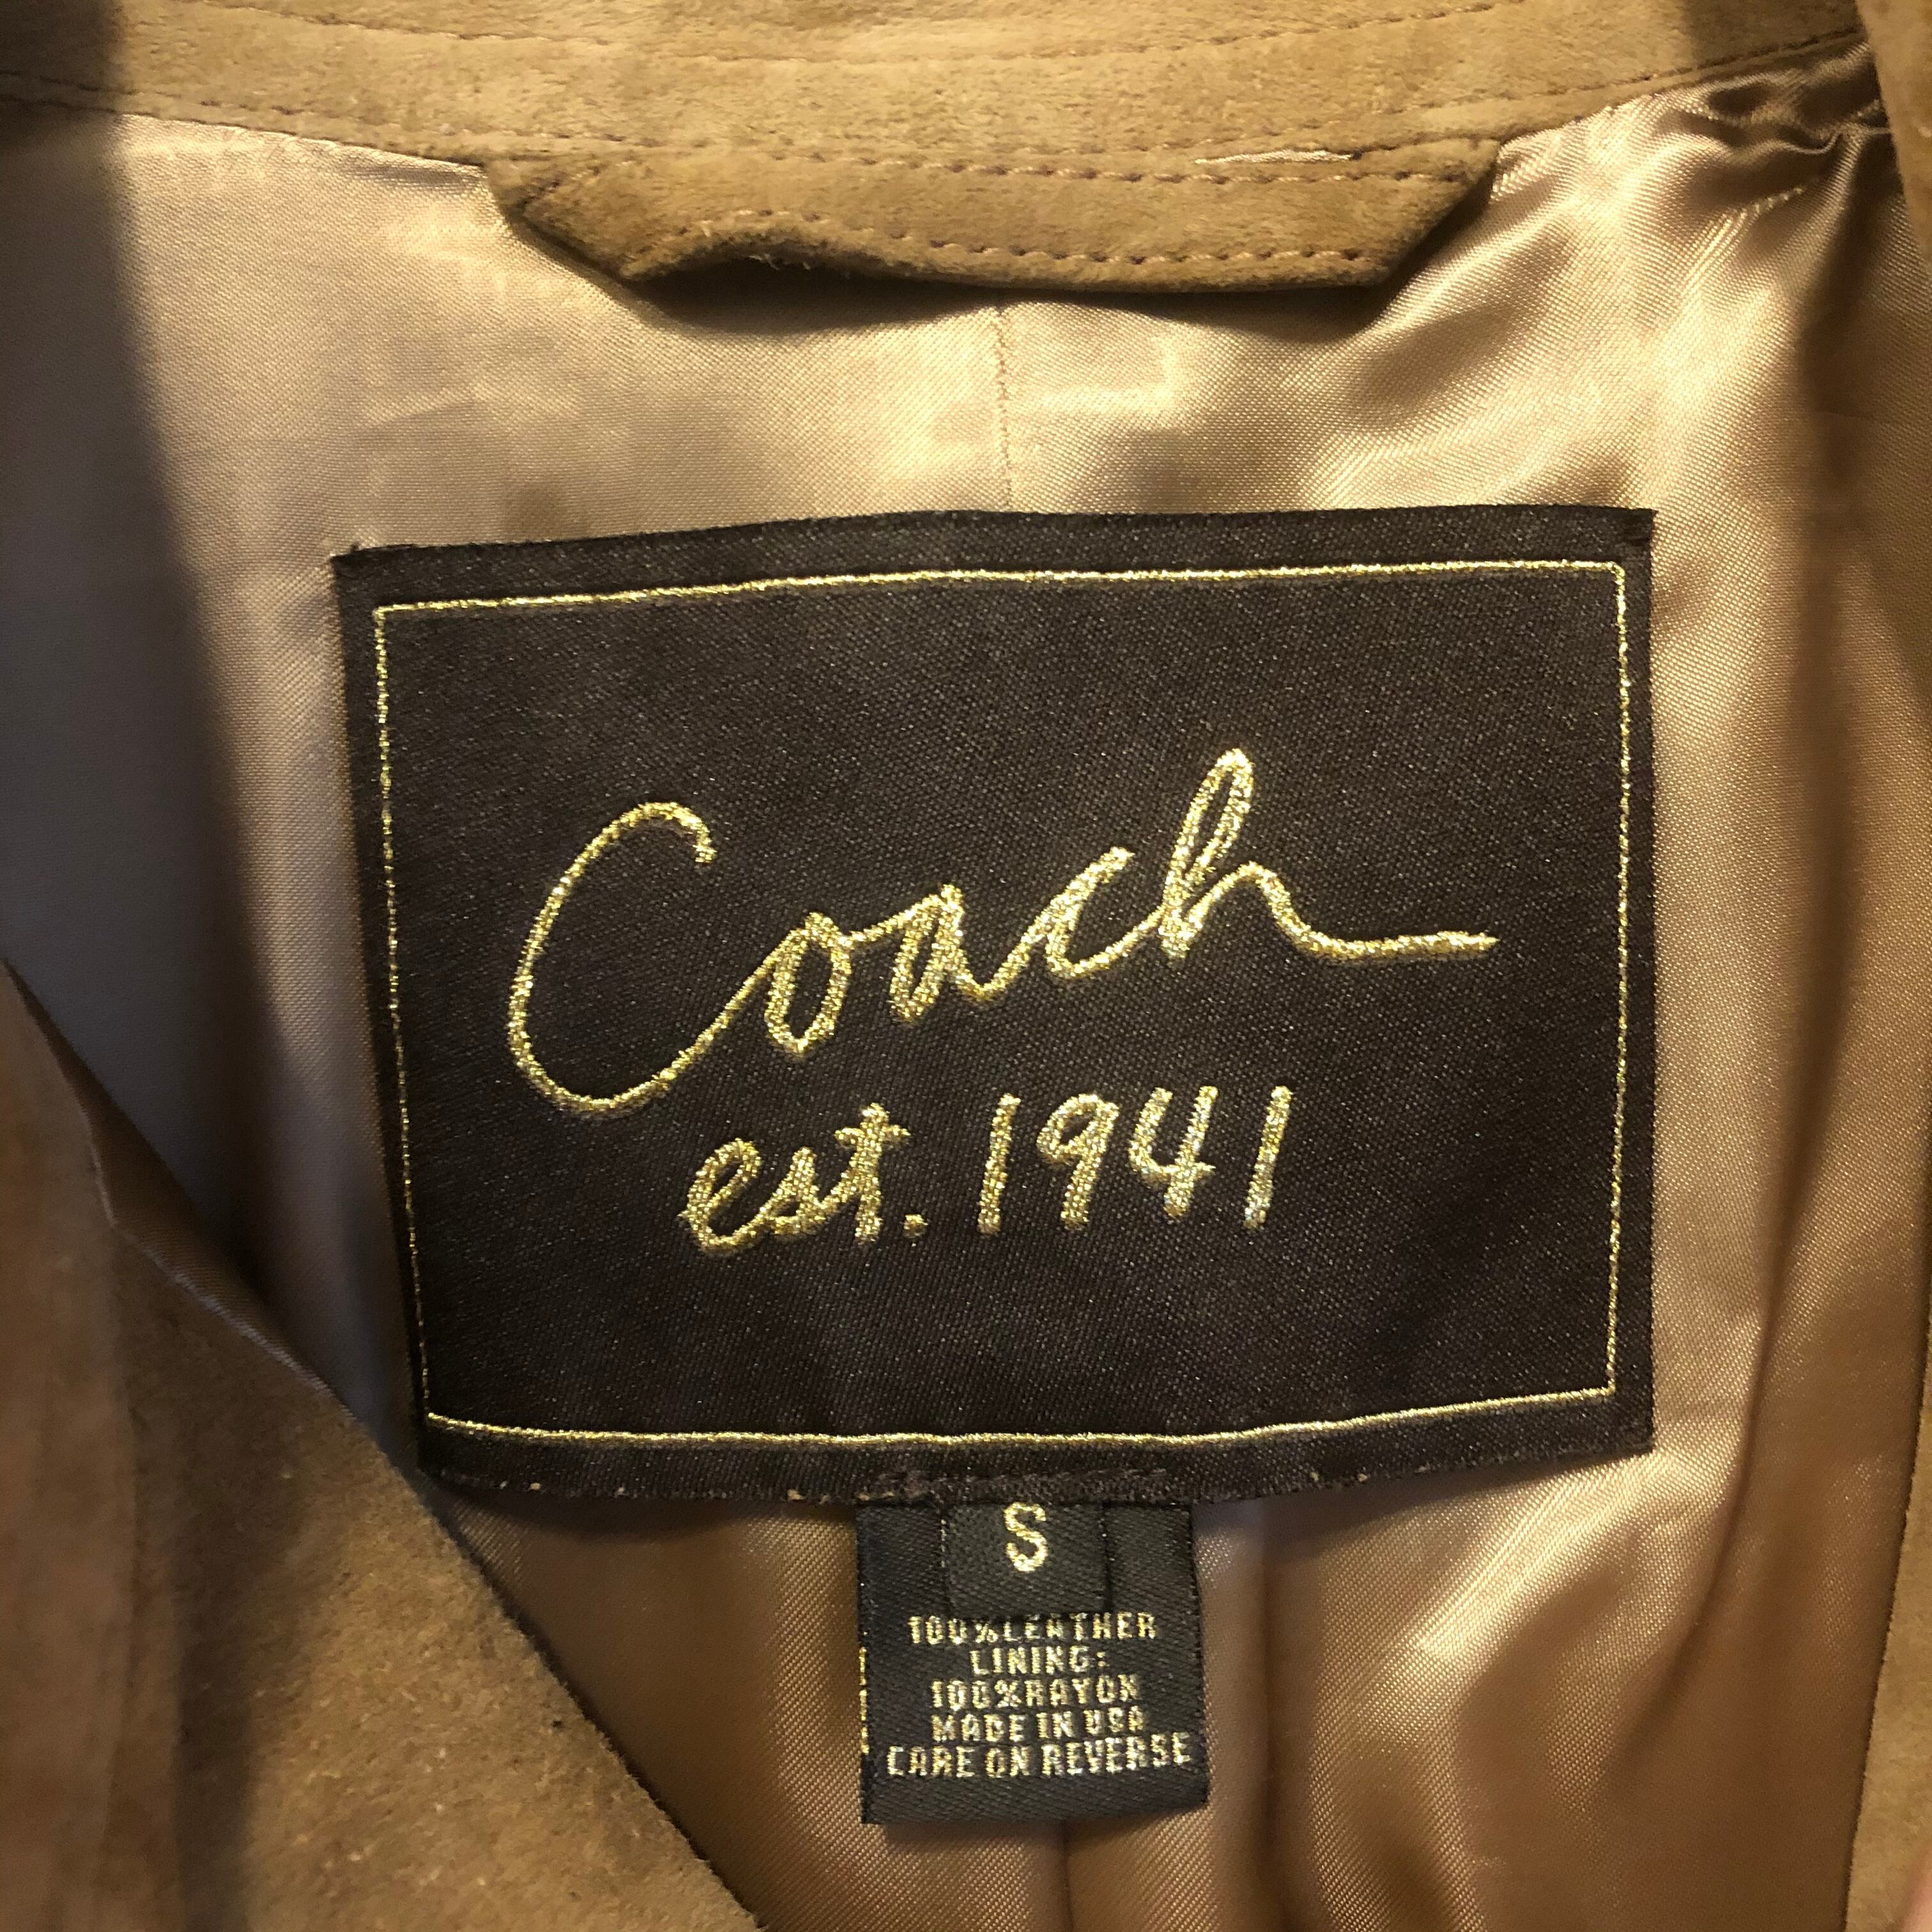 Coach
est. 1941
S
100%LEATHER
LINING:
100%RAYON
MADE IN USA
CARE ON REVERSE